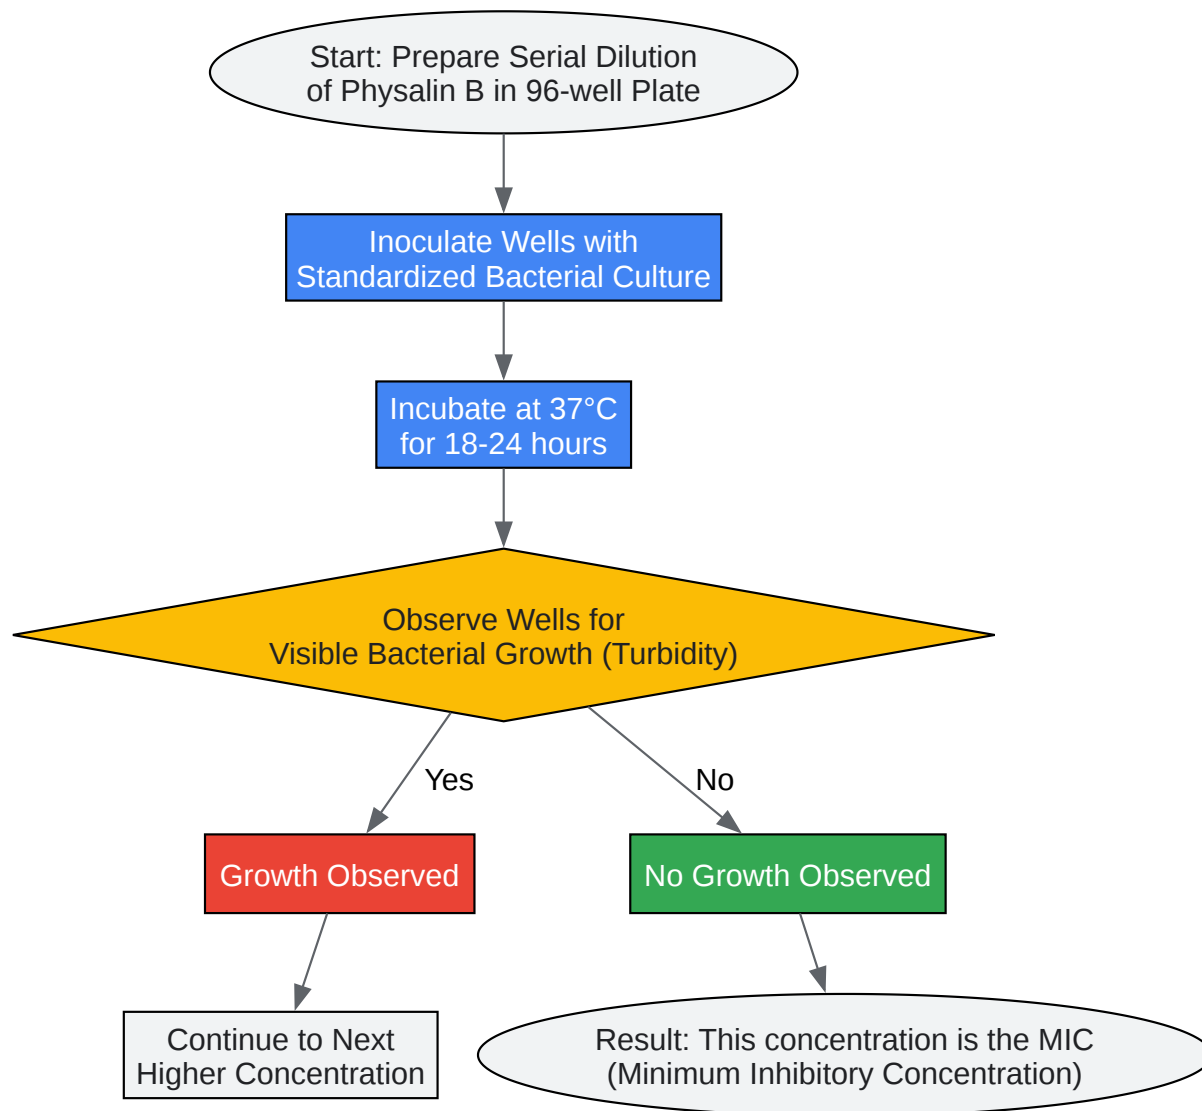 Start: Prepare Serial Dilution
of Physalin B in 96-well Plate
Inoculate Wells with
Standardized Bacterial Culture
Incubate at 37°C
for 18-24 hours
Observe Wells for
Visible Bacterial Growth (Turbidity)
Yes
No
Growth Observed
No Growth Observed
Continue to Next
Higher Concentration
Result: This concentration is the MIC
(Minimum Inhibitory Concentration)